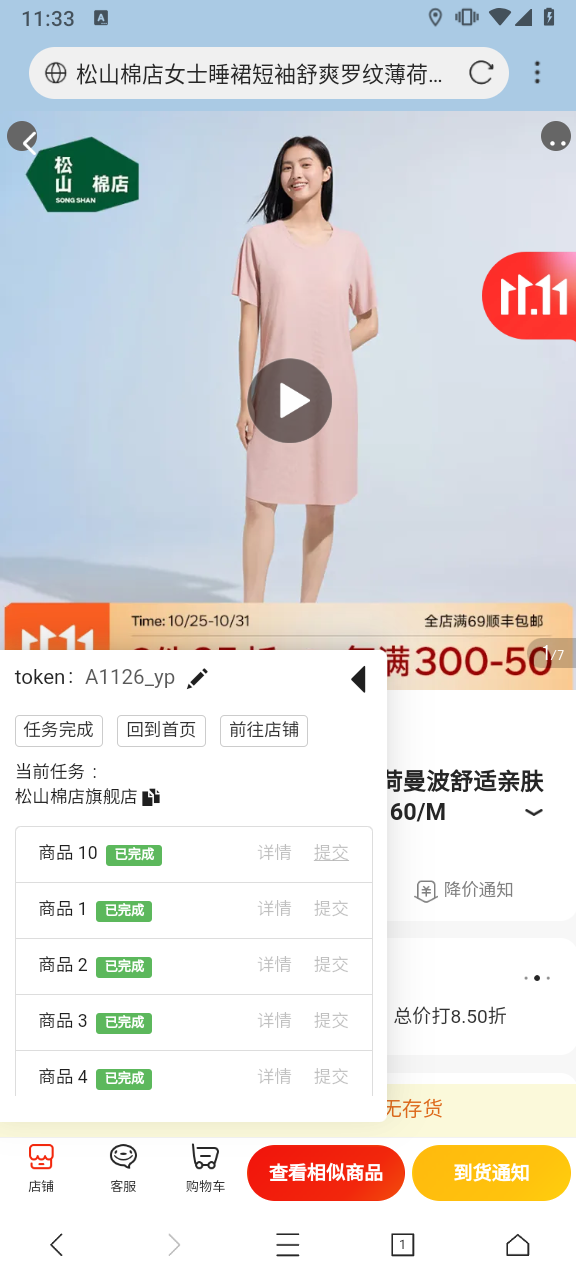 11:33
A
松山棉店女士睡裙短袖舒爽罗纹薄荷...
松山 棉店
SONG SHAN
11.11
Time: 10/25-10/31 全店满69顺丰包邮
满300-50
1/7
token： A1126_yp
任务完成 回到首页 前往店铺
当前任务 ：
松山棉店旗舰店
荷曼波舒适亲肤
60/M
降价通知
商品 10 已完成 详情 提交
商品 1 已完成 详情 提交
商品 2 已完成 详情 提交
总价打8.50折
商品 3 已完成 详情 提交
商品 4 已完成 详情 提交
无存货
店铺 客服 购物车 查看相似商品 到货通知
1